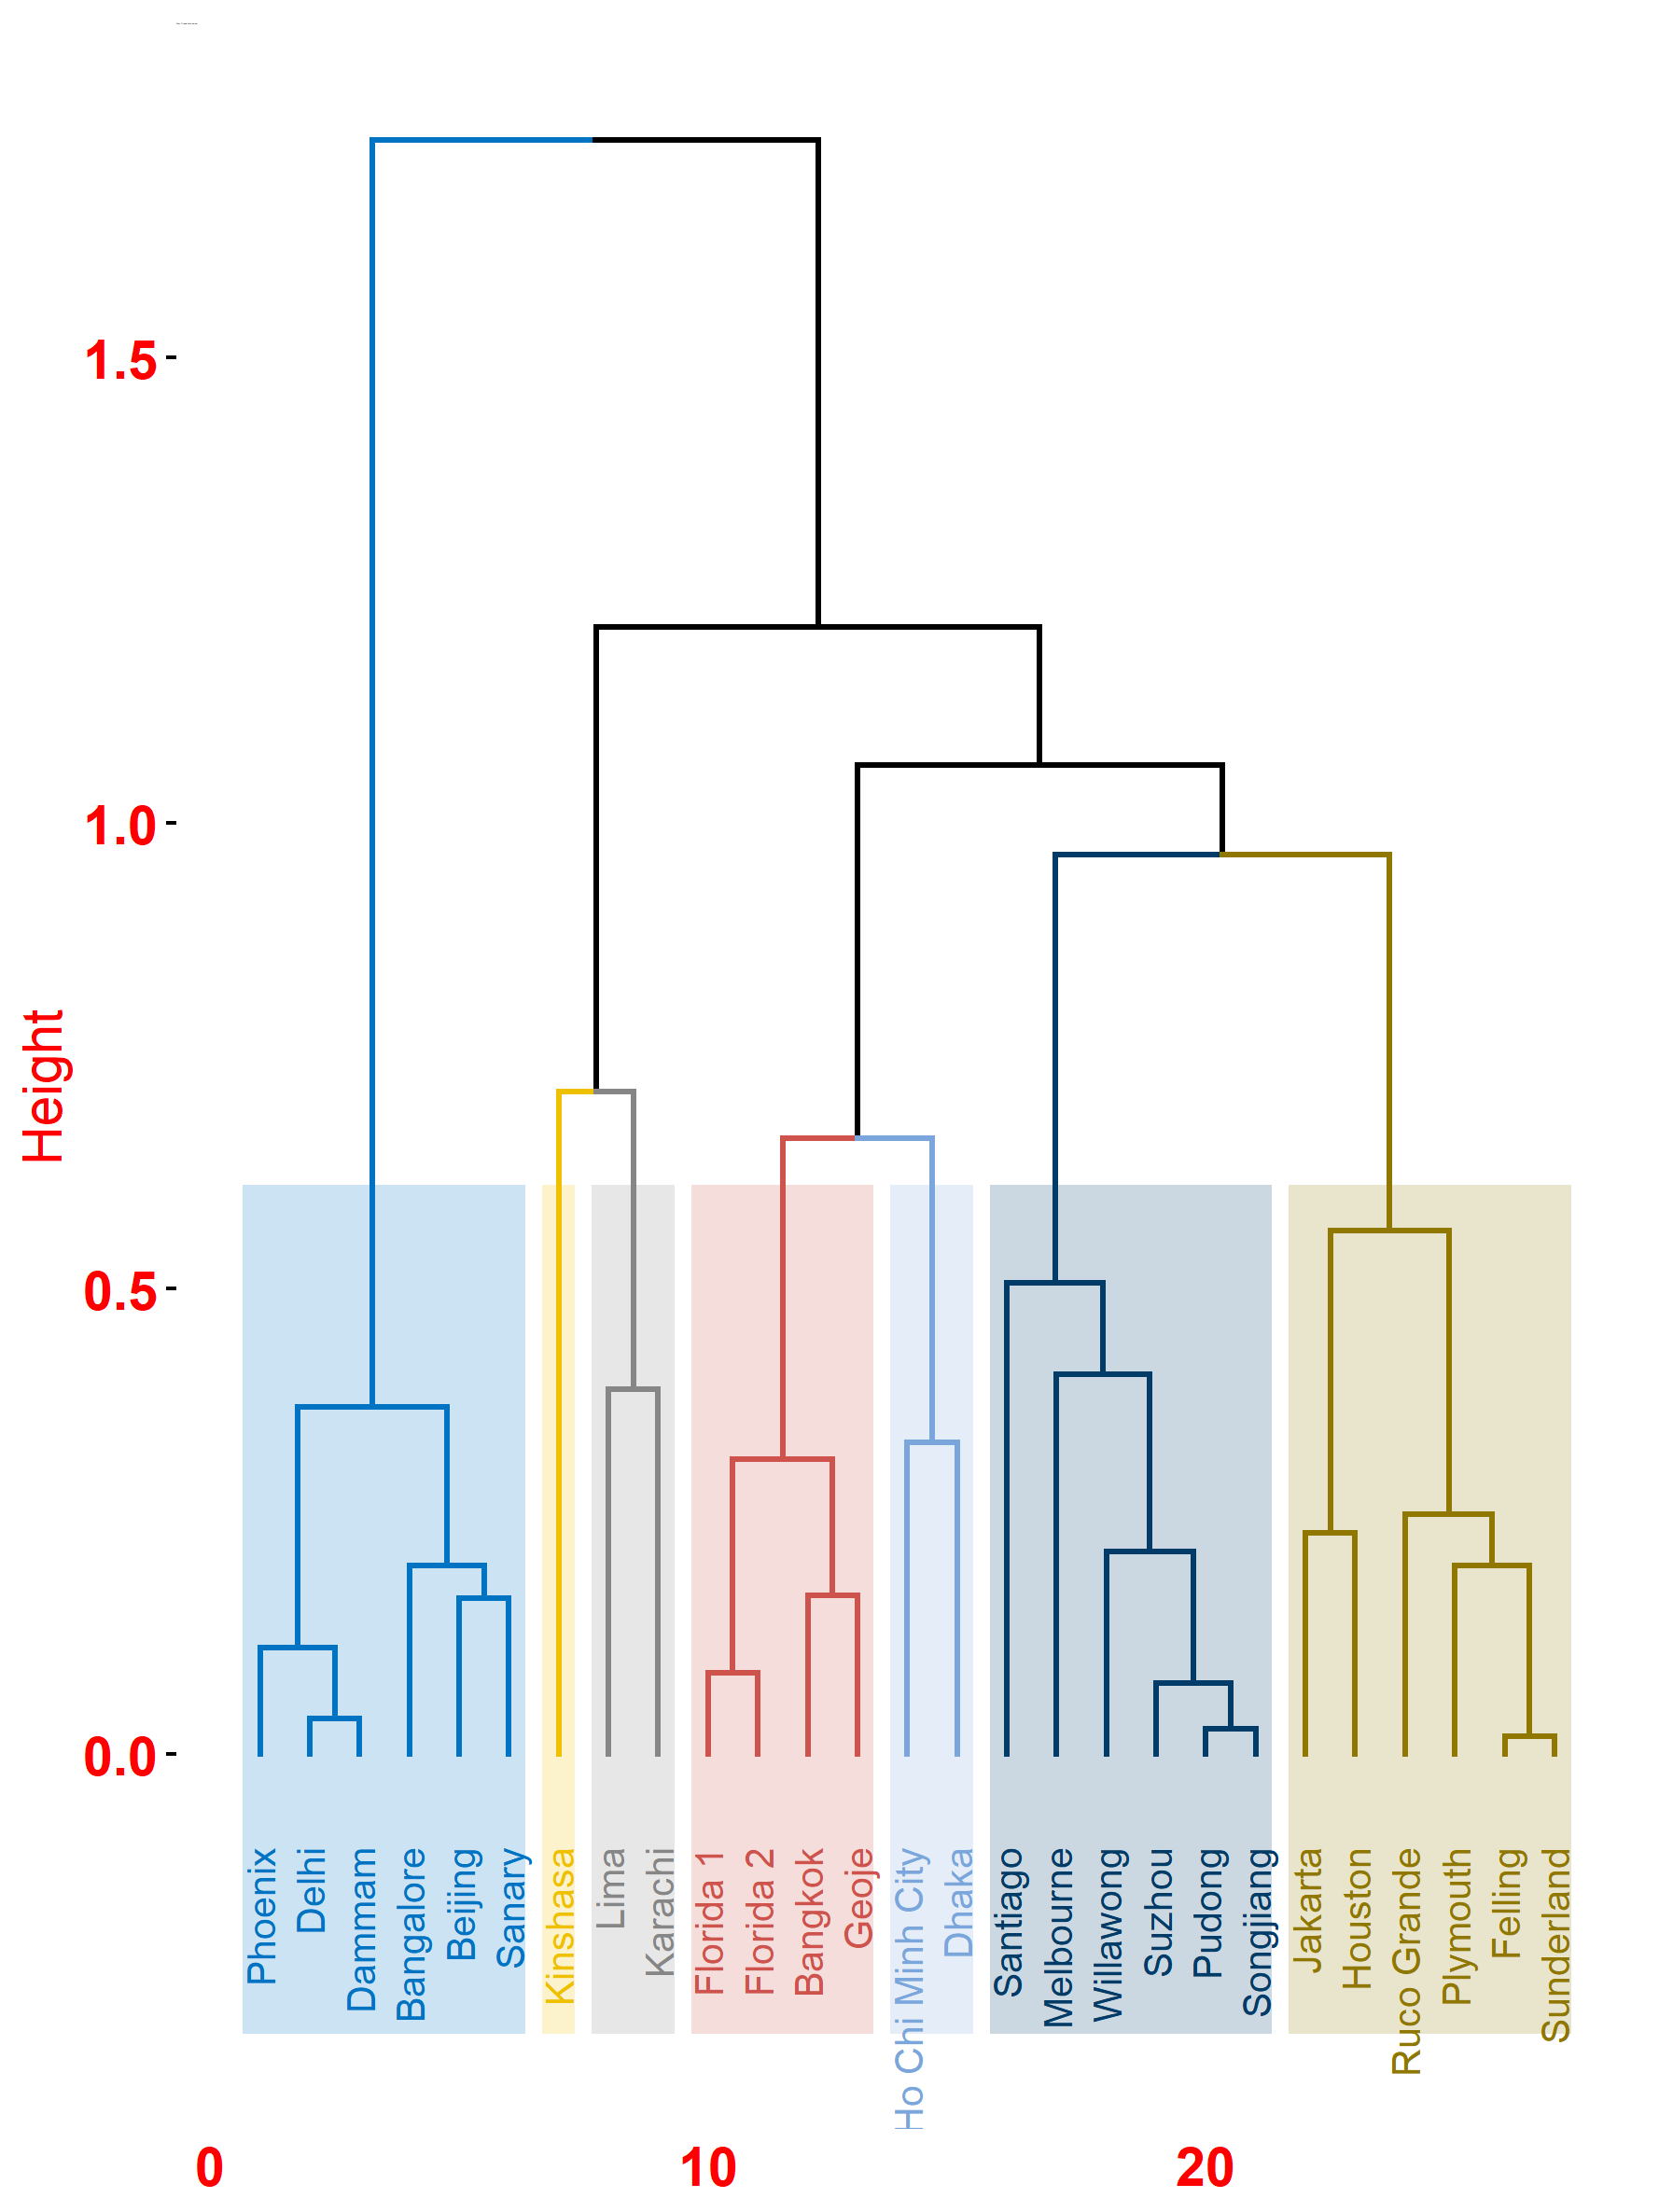 1.5
1.0
0.5
0.0
Height
Phoenix
Delhi
Dammam
Bangalore
Beijing
Sanary
Kinshasa
Lima
Karachi
Florida 1
Florida 2
Bangkok
Geoje
Ho Chi Minh City
Dhaka
Santiago
Melbourne
Willawong
Suzhou
Pudong
Songjiang
Jakarta
Houston
Ruco Grande
Plymouth
Felling
Sunderland
0
10
20